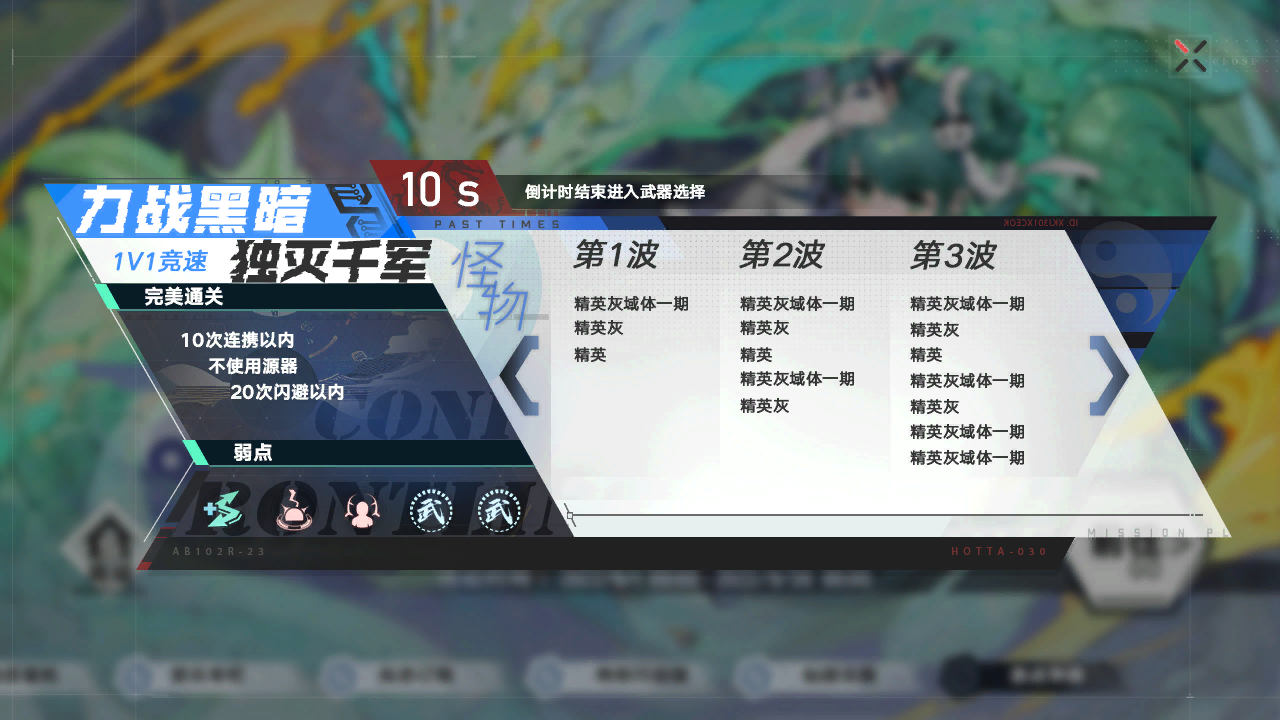 CLOSE
10 s
倒计时结束进入武器选择
力战黑暗
PAST TIMES
ID. XK1301XCEOK
1V1竞速
独灭千军
怪物
第1波
第2波
第3波
完美通关
10次连携以内
不使用源器
20次闪避以内
精英灰域体一期
精英灰
精英
精英灰域体一期
精英灰
精英
精英灰域体一期
精英灰
精英灰域体一期
精英灰
精英
精英灰域体一期
精英灰
精英灰域体一期
精英灰域体一期
弱点
武
武
MISSION PL
AB102R-23
HOTTA-030